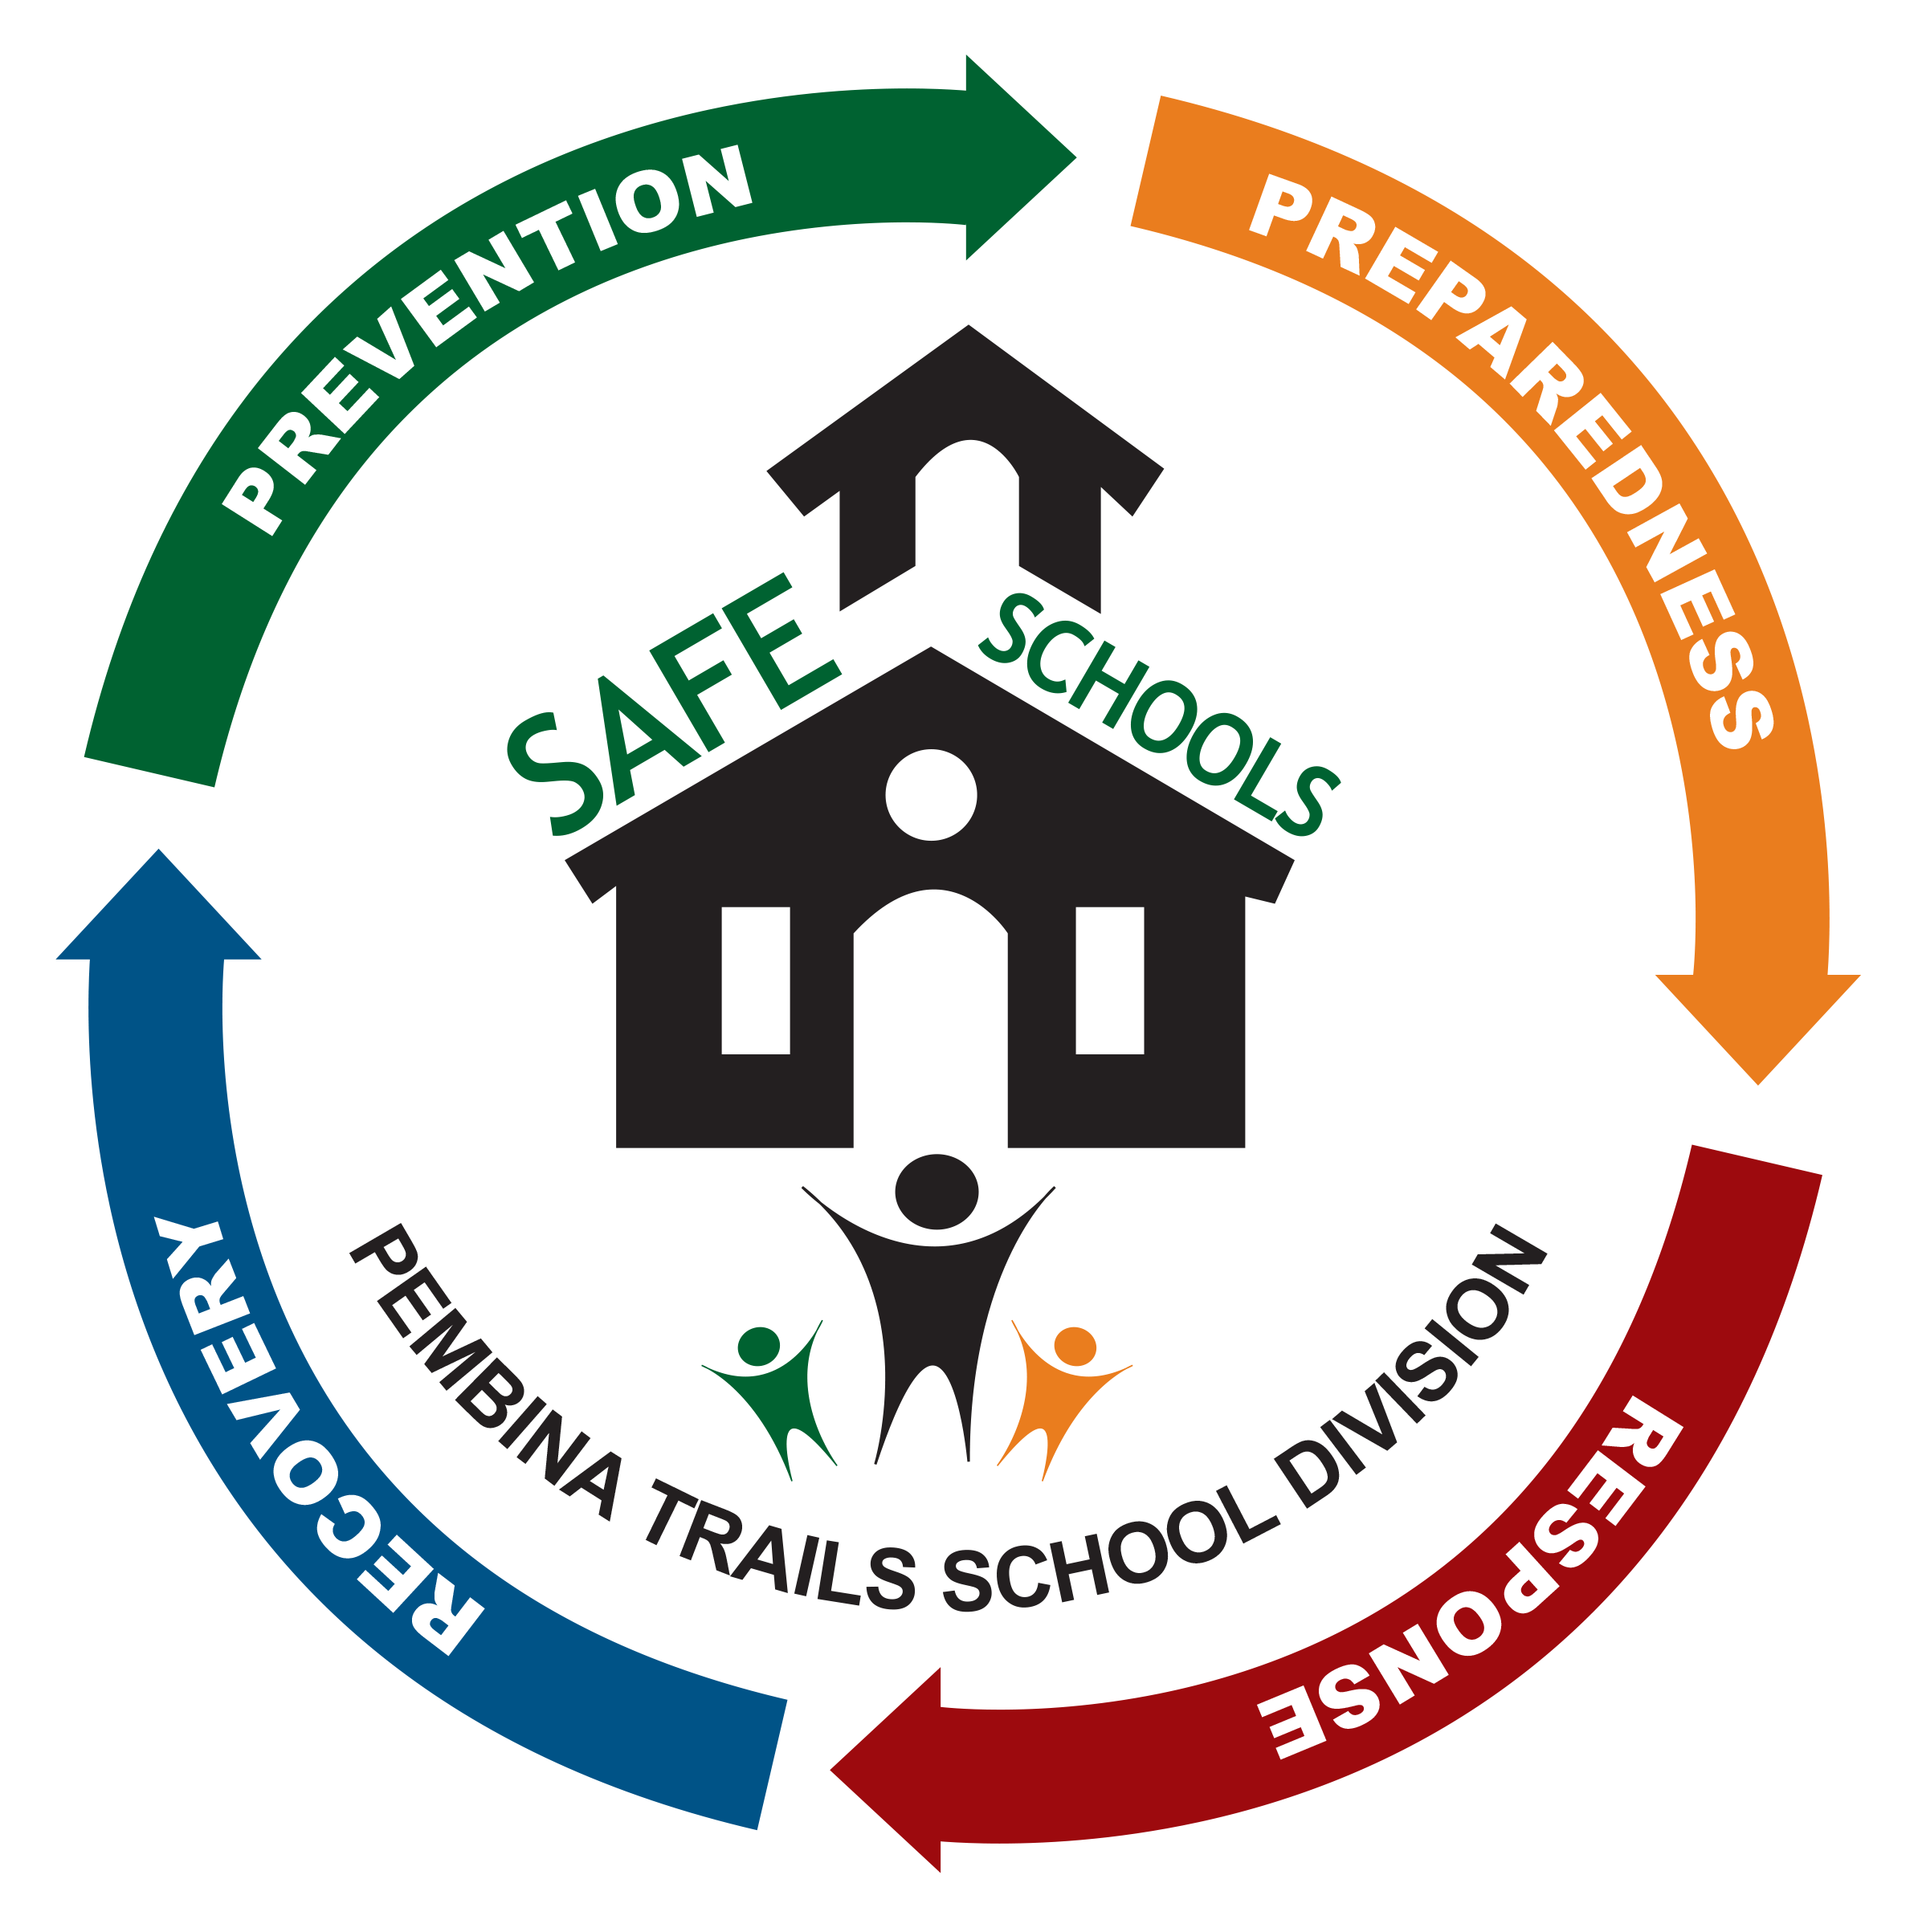 PREVENTION
PREPAREDNESS
RESPONSE
RECOVERY
SAFE SCHOOLS
PEMBINA TRAILS SCHOOL DIVISION